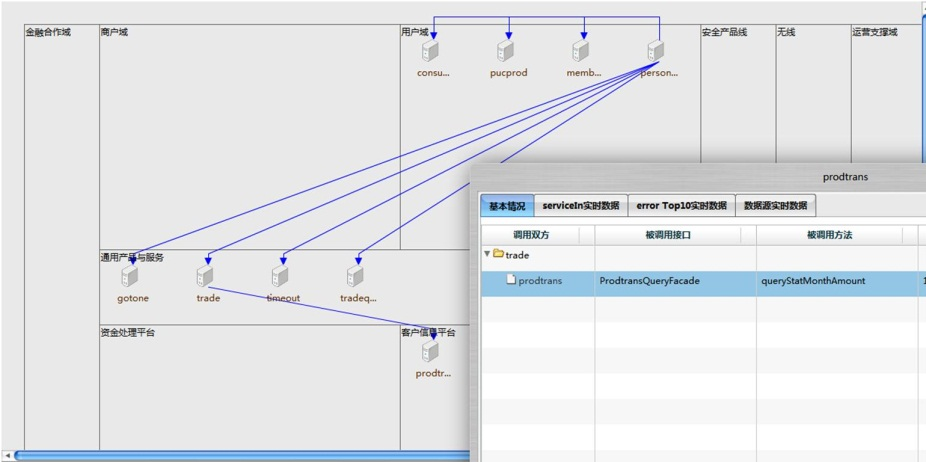 金融合作域
商户域
用户域
安全产品线
无线
运营支撑域
consu...
pucprod
memb...
person...
通用产品与服务
gotone
trade
timeout
tradeq...
资金处理平台
客户信息平台
prodtr...
prodtrans
基本情况
serviceIn实时数据
error Top10实时数据
数据源实时数据
调用双方
被调用接口
被调用方法
trade
prodtrans
ProdtransQueryFacade
queryStatMonthAmount